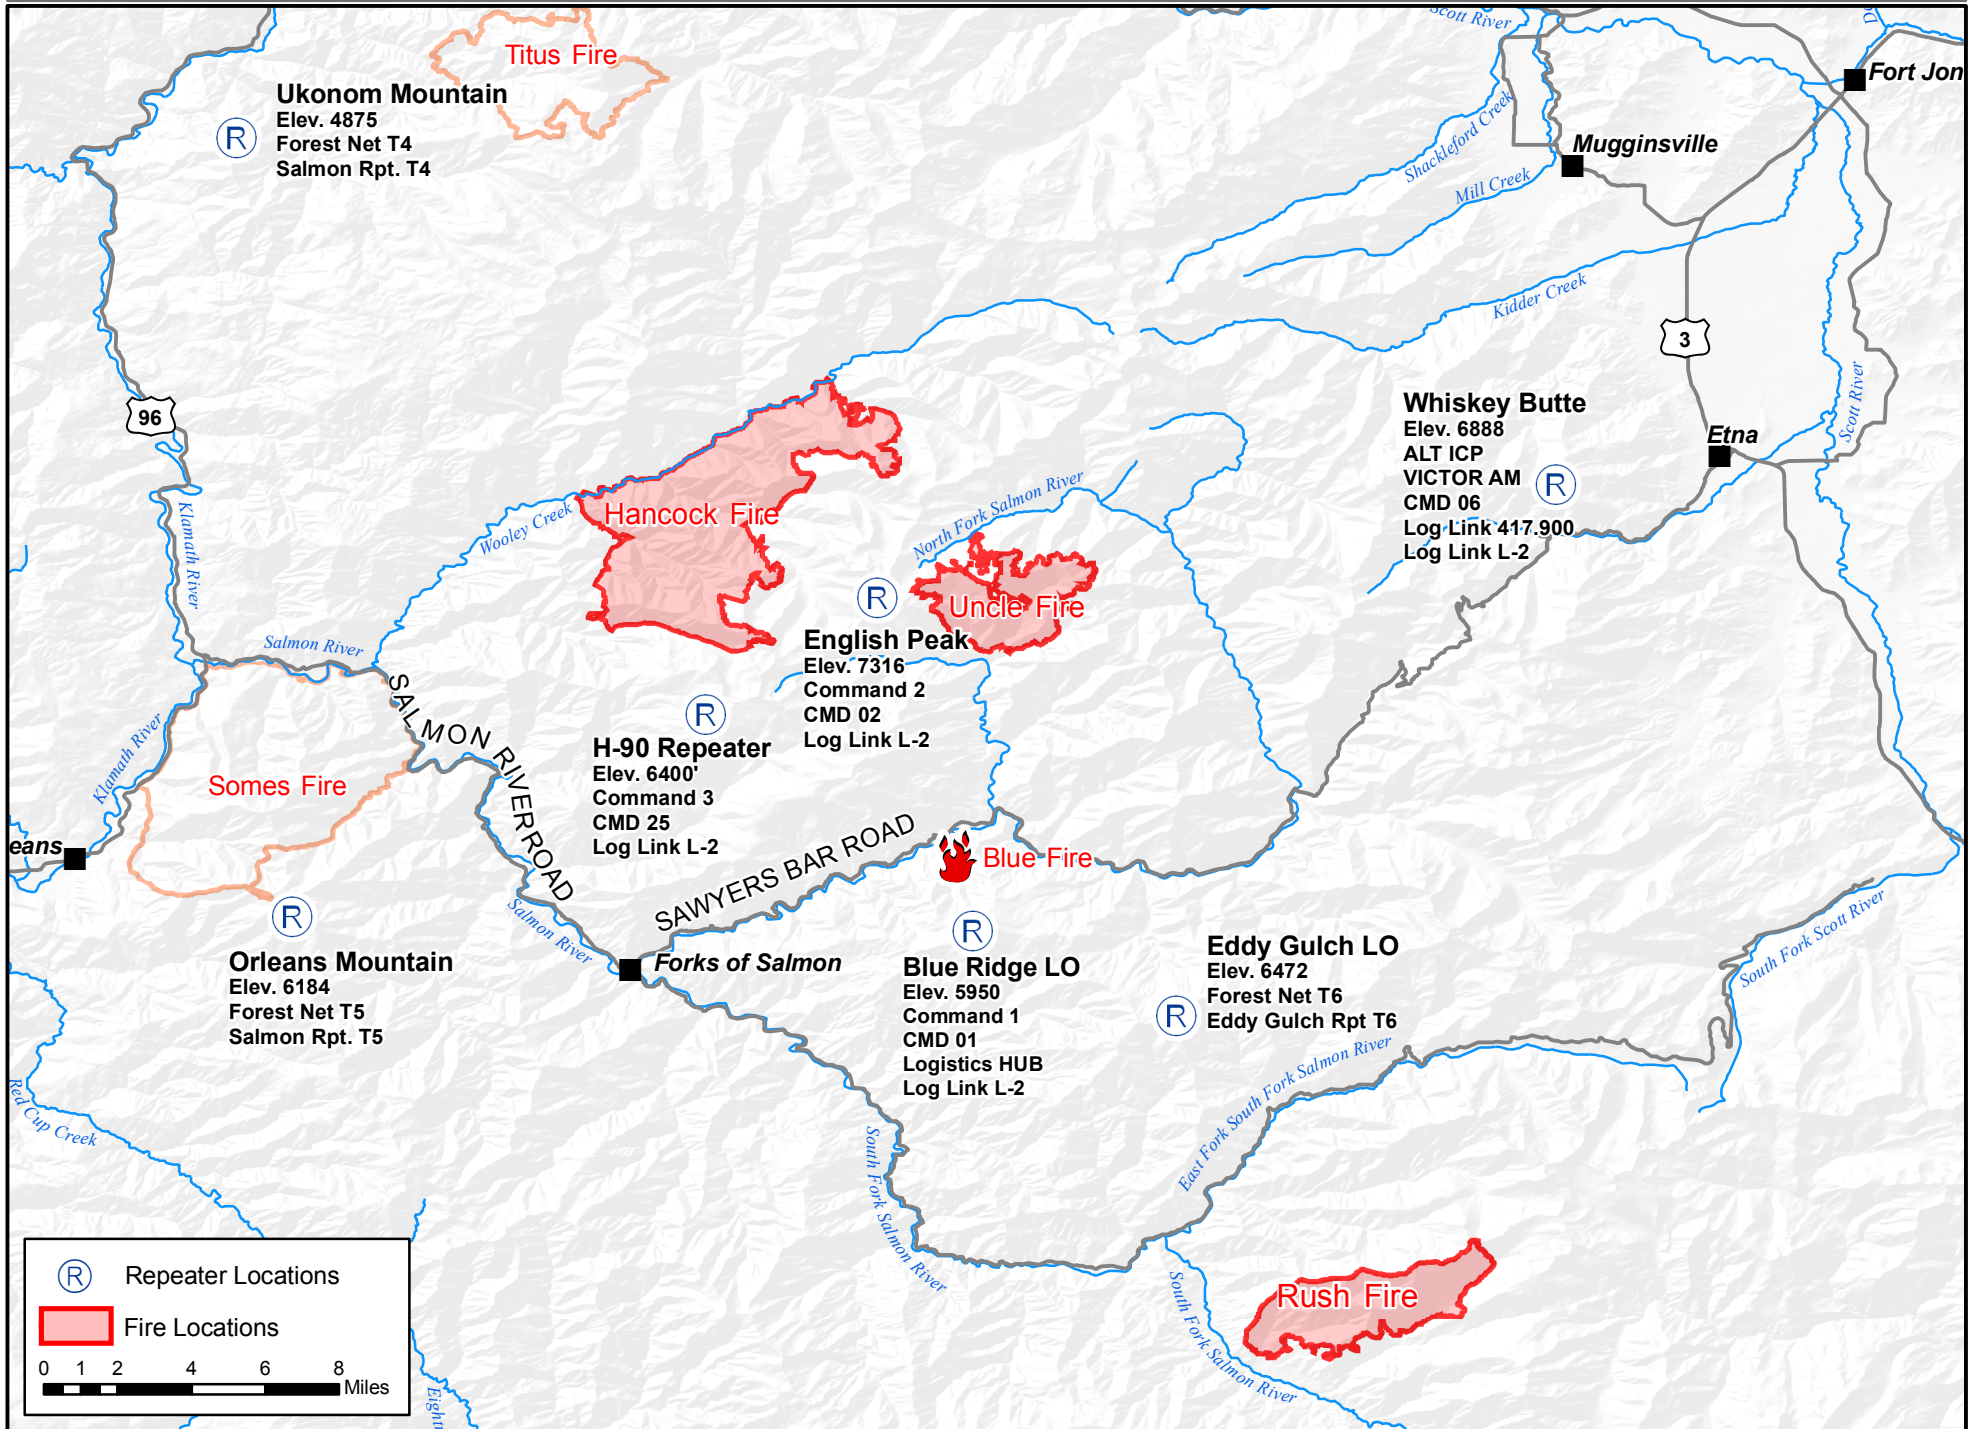 Scott River
Titus Fire
Fort Jon
Ukonom Mountain
Elev. 4875
Forest Net T4
Salmon Rpt. T4
R
Shackleford Creek
Mugginsville
Mill Creek
Kidder Creek
3
96
Whiskey Butte
Elev. 6888
ALT ICP
VICTOR AM
CMD 06
Log Link 417.900
Log Link L-2
R
Etna
Scott River
Klamath River
Wooley Creek
Hancock Fire
North Fork Salmon River
Uncle Fire
R
English Peak
Elev. 7316
Command 2
CMD 02
Log Link L-2
Salmon River
SALMON RIVER ROAD
Klamath River
Somes Fire
R
H-90 Repeater
Elev. 6400'
Command 3
CMD 25
Log Link L-2
SAWYERS BAR ROAD
Blue Fire
eans
R
Orleans Mountain
Elev. 6184
Forest Net T5
Salmon Rpt. T5
Salmon River
Forks of Salmon
R
Blue Ridge LO
Elev. 5950
Command 1
CMD 01
Logistics HUB
Log Link L-2
R
Eddy Gulch LO
Elev. 6472
Forest Net T6
Eddy Gulch Rpt T6
South Fork Scott River
East Fork South Fork Salmon River
Red Cup Creek
South Fork Salmon River
South Fork Salmon River
Rush Fire
R Repeater Locations
Fire Locations
0 1 2 4 6 8
Miles